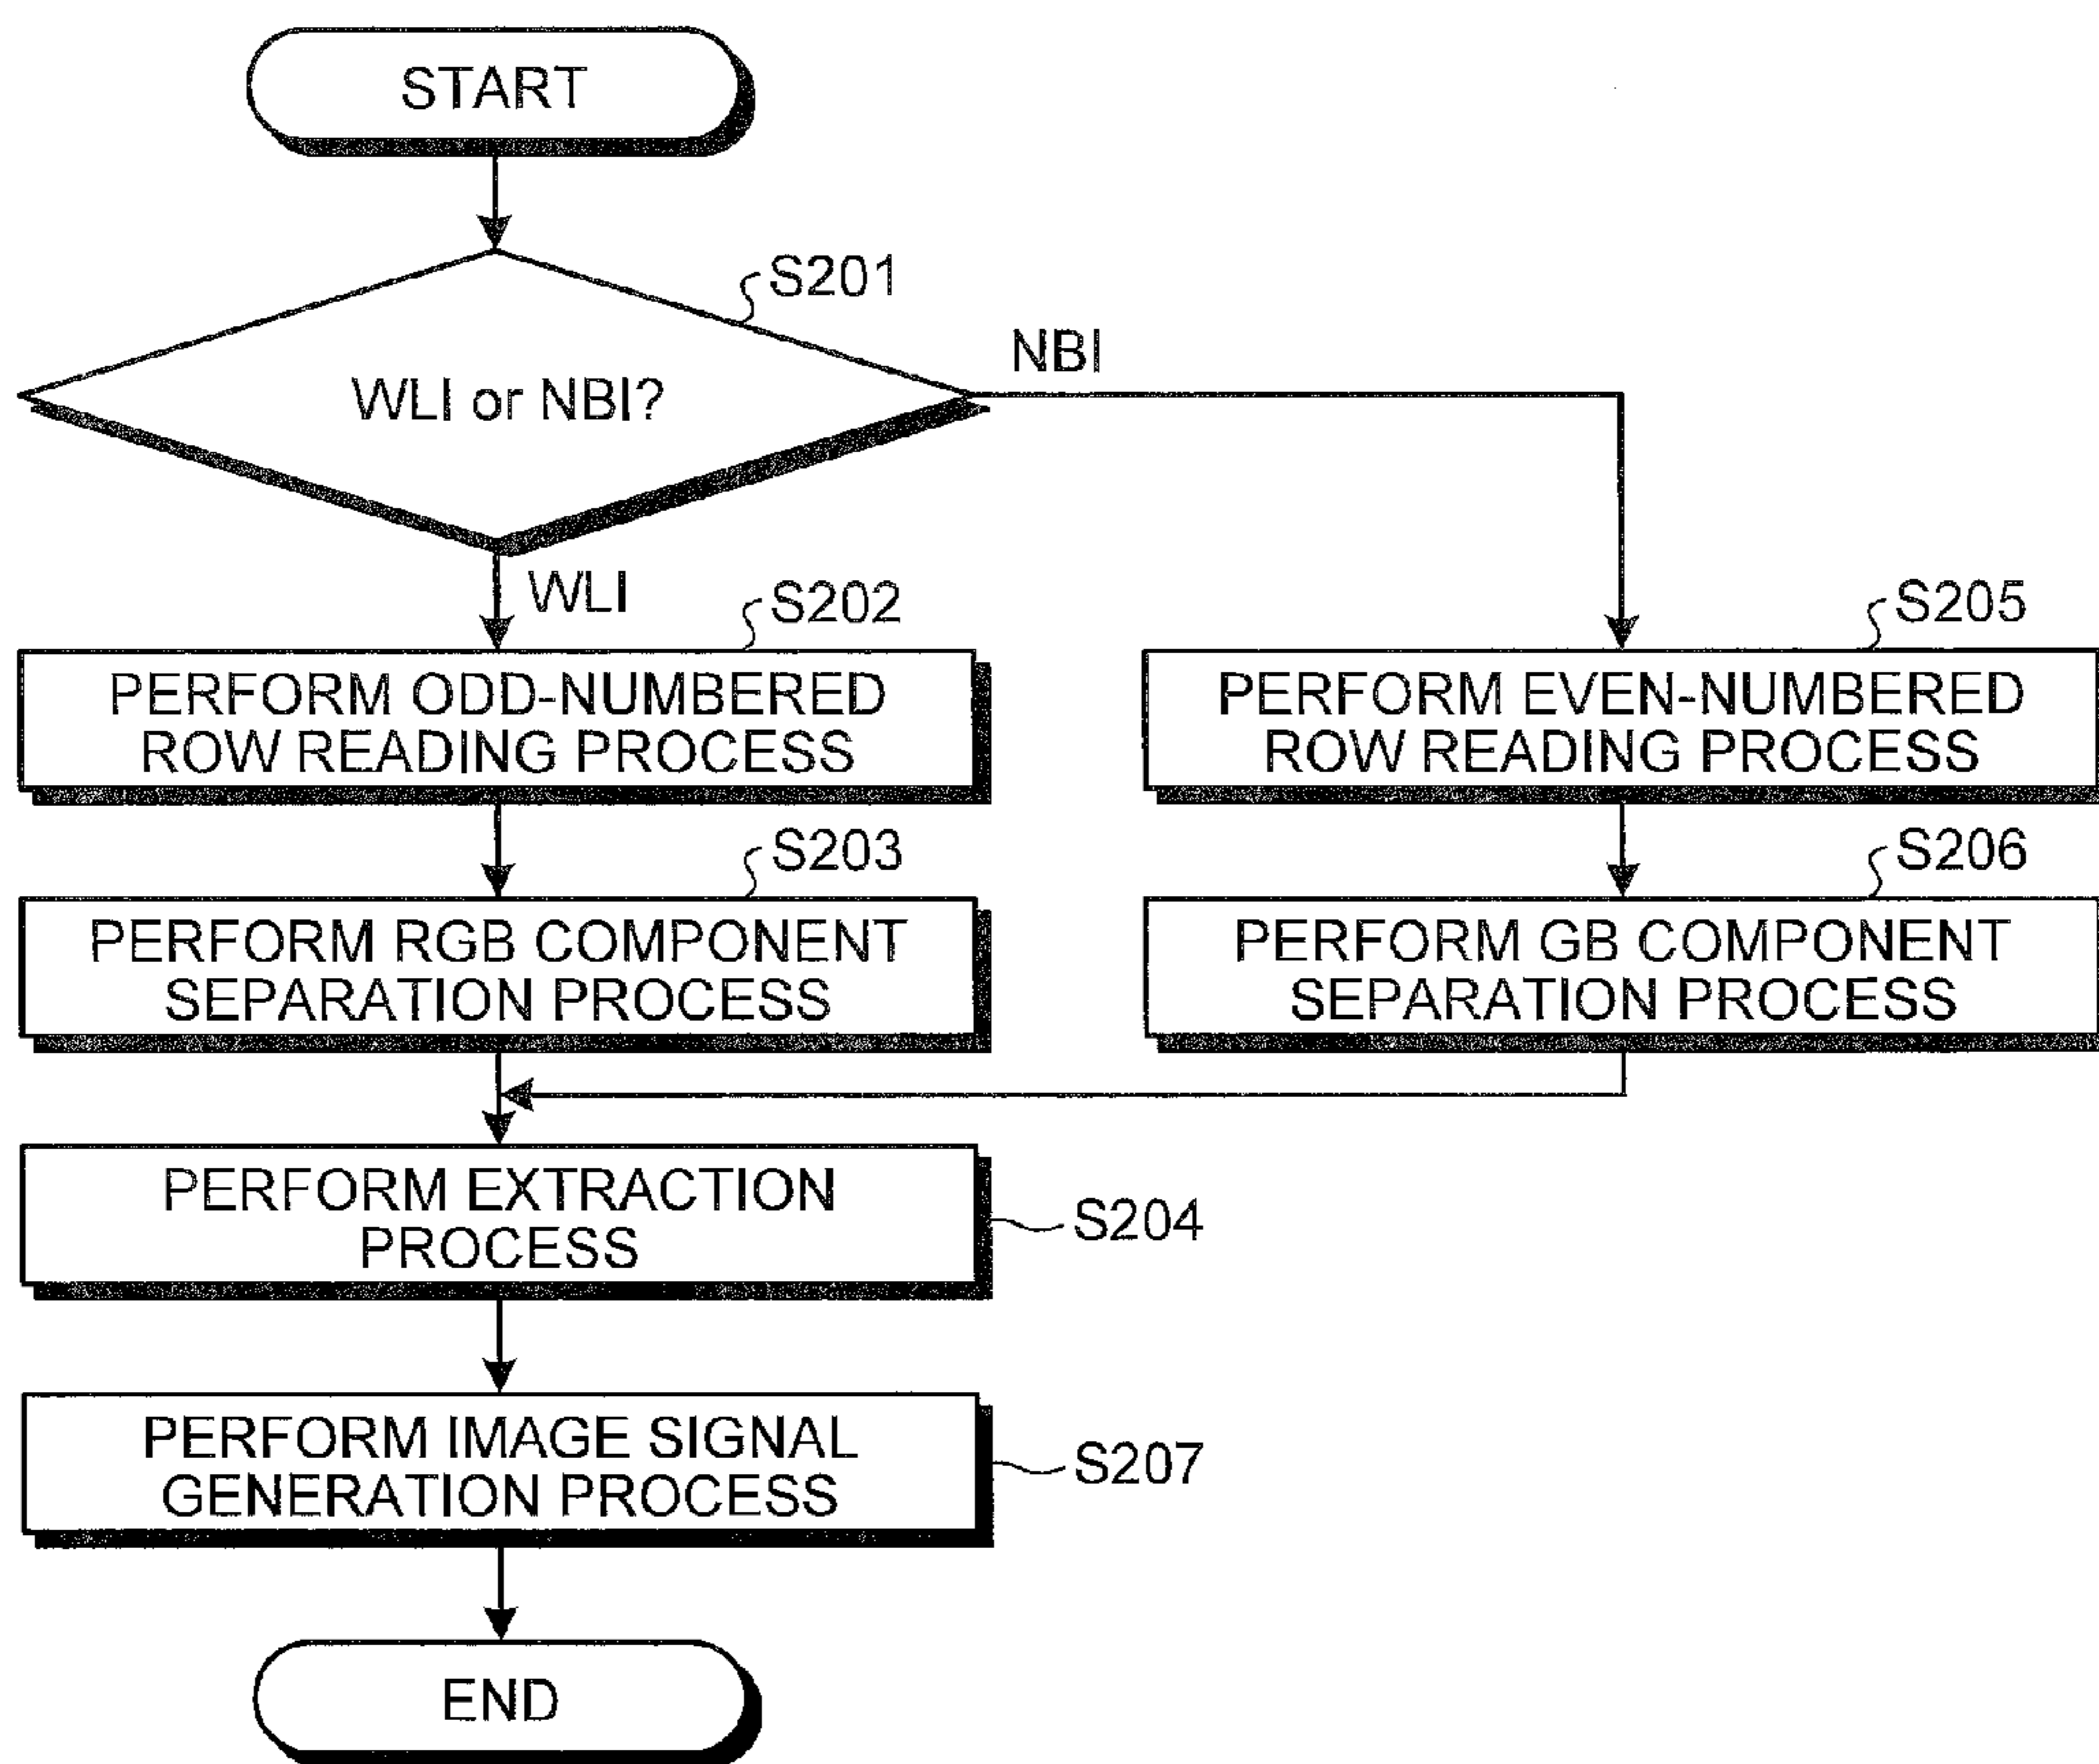 START
S201
WLI or NBI?
NBI
WLI
S202
PERFORM ODD-NUMBERED
ROW READING PROCESS
S205
PERFORM EVEN-NUMBERED
ROW READING PROCESS
S203
PERFORM RGB COMPONENT
SEPARATION PROCESS
S206
PERFORM GB COMPONENT
SEPARATION PROCESS
PERFORM EXTRACTION
PROCESS
S204
PERFORM IMAGE SIGNAL
GENERATION PROCESS
S207
END